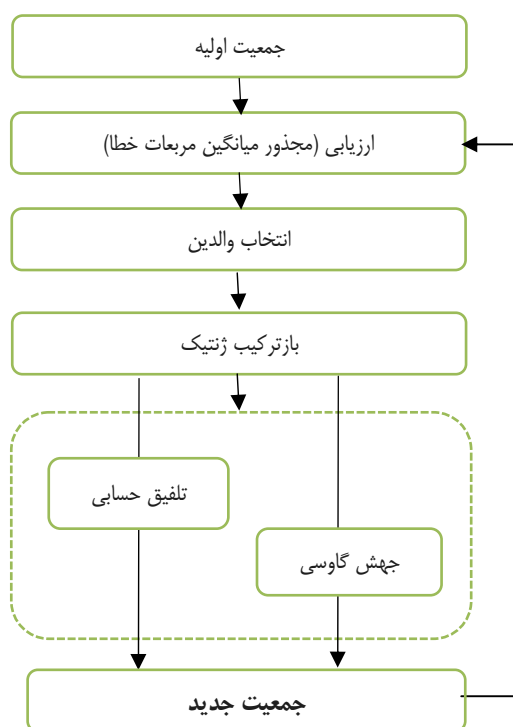 جمعیت اولیه
ارزیابی (مجذور میانگین مربعات خطا)
انتخاب والدین
بازترکیب ژنتیک
تلفیق حسابی
جهش گاوسی
جمعیت جدید